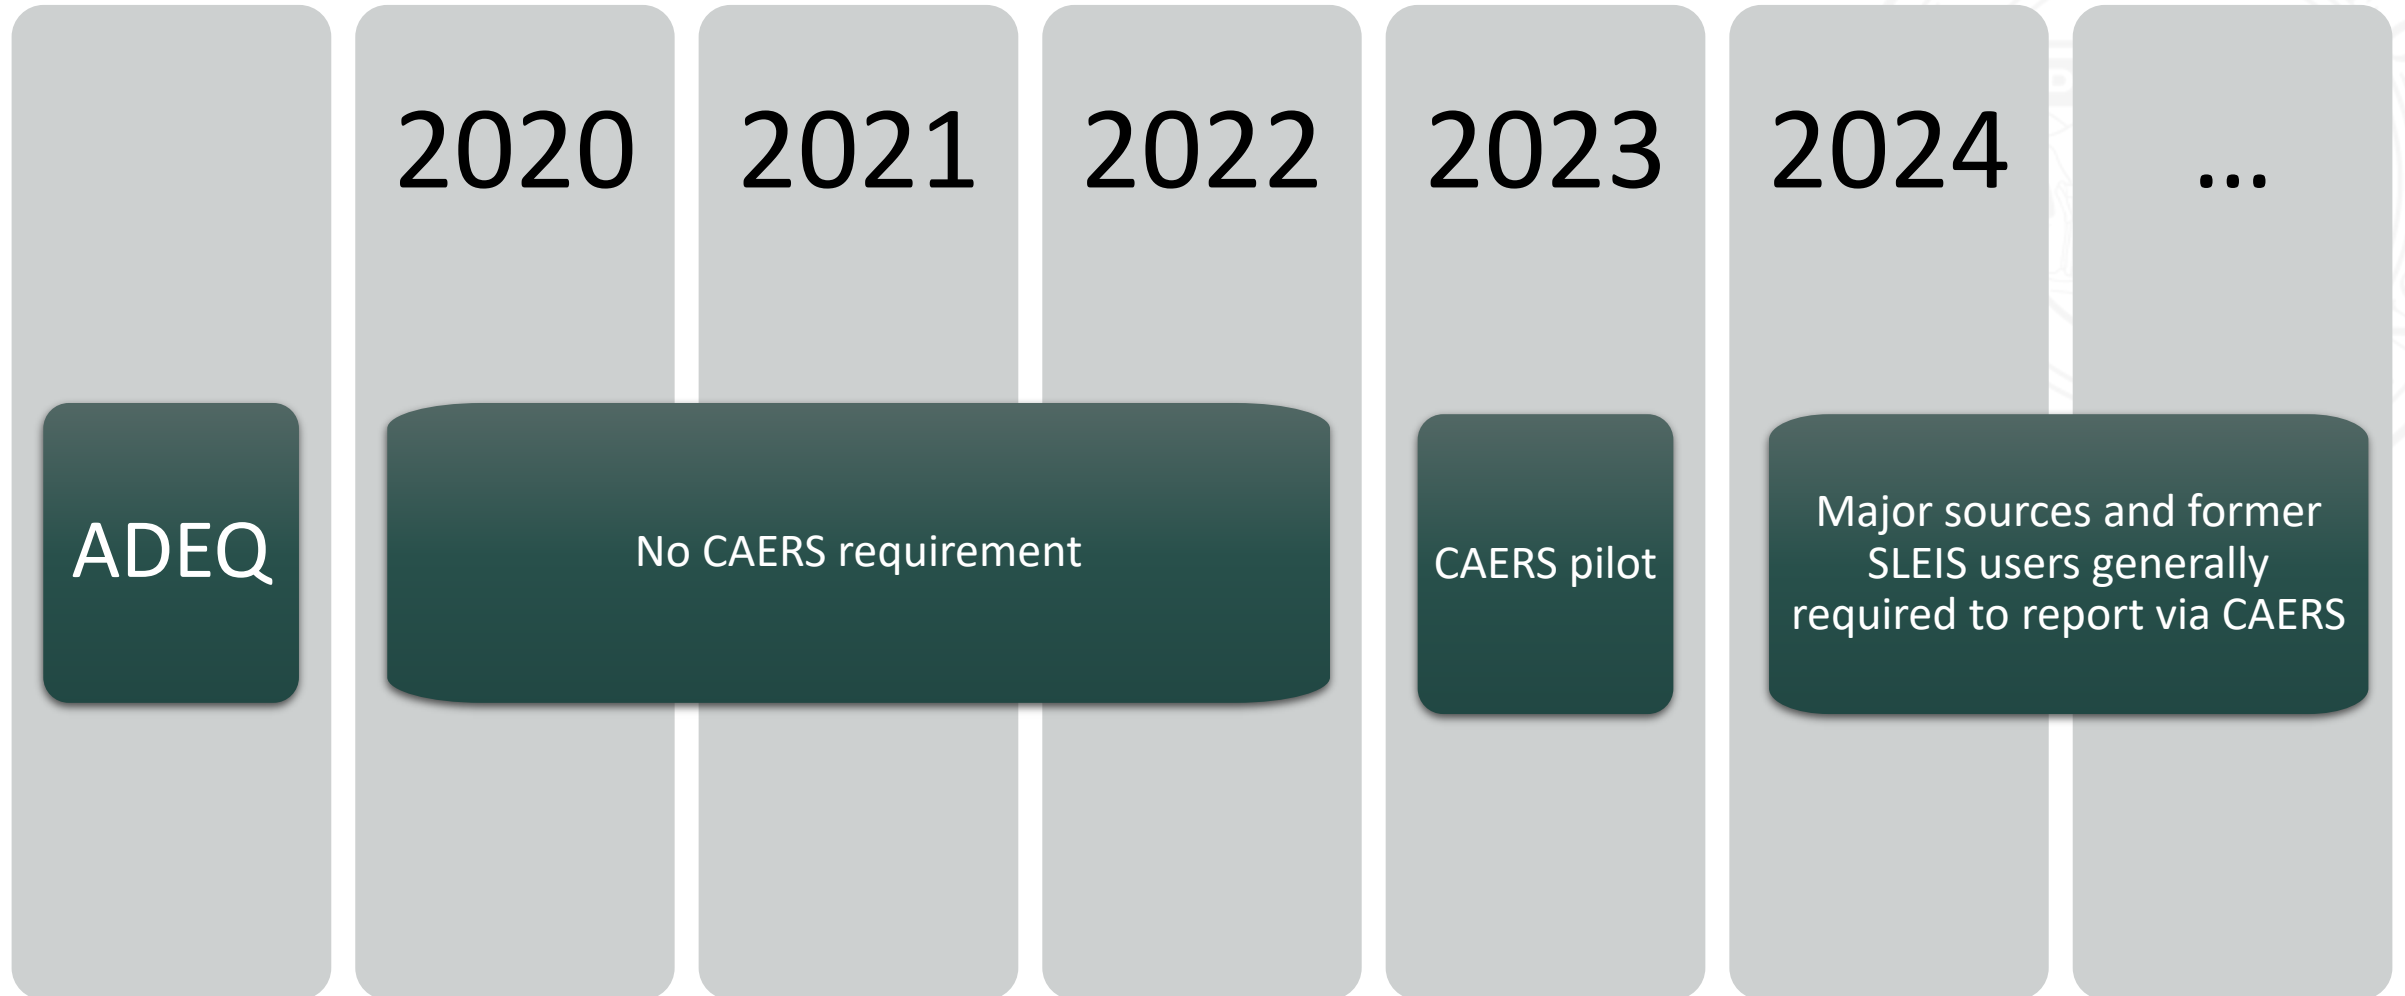 2020 2021 2022 2023 2024 ...
ADEQ
No CAERS requirement
CAERS pilot
Major sources and former
SLEIS users generally
required to report via CAERS